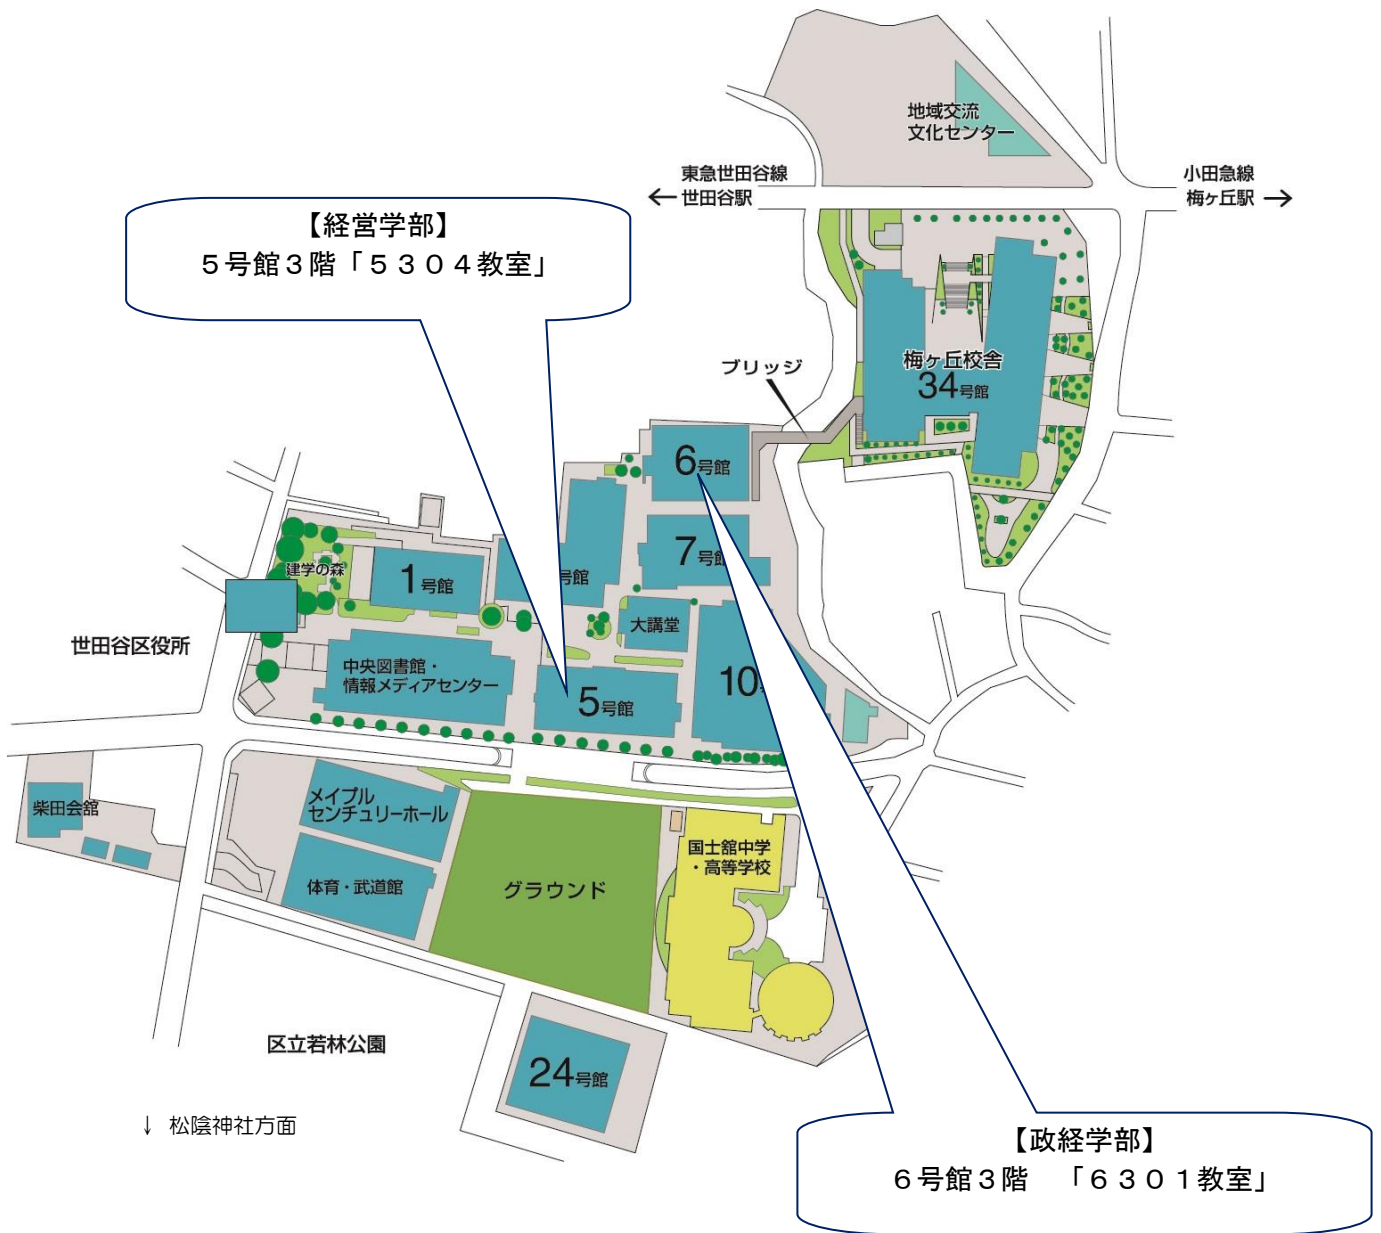 地域交流
文化センター
東急世田谷線
← 世田谷駅
小田急線
梅ヶ丘駅 →
【経営学部】
５号館３階「５３０４教室」
梅ヶ丘校舎
34号館
ブリッジ
6号館
7号館
号館
1号館
建学の森
大講堂
世田谷区役所
中央図書館・
情報メディアセンター
5号館
10
柴田会舘
メイプル
センチュリーホール
体育・武道館
グラウンド
国士舘中学
・高等学校
区立若林公園
24号館
↓ 松陰神社方面
【政経学部】
６号館３階　「６３０１教室」